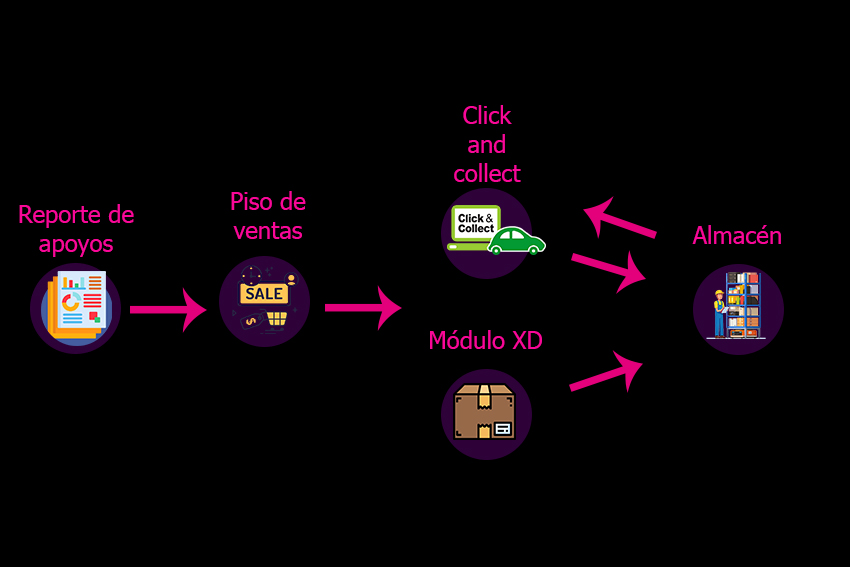 Reporte de
apoyos
Piso de
ventas
SALE
$
Click
and
collect
Click &
Collect
Módulo XD
Almacén